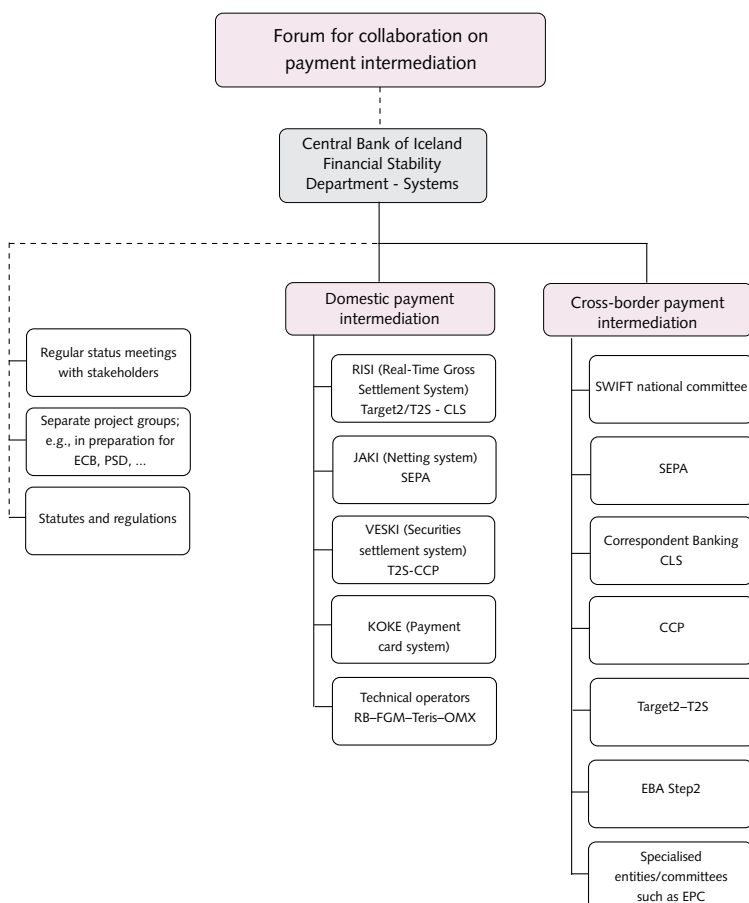 Forum for collaboration on
payment intermediation
Central Bank of Iceland
Financial Stability
Department - Systems
Regular status meetings
with stakeholders
Separate project groups;
e.g., in preparation for
ECB, PSD, ...
Statutes and regulations
Domestic payment
intermediation
RISI (Real-Time Gross
Settlement System)
Target2/T2S - CLS
JAKI (Netting system)
SEPA
VESKI (Securities
settlement system)
T2S-CCP
KOKE (Payment
card system)
Technical operators
RB–FGM–Teris–OMX
Cross-border payment
intermediation
SWIFT national committee
SEPA
Correspondent Banking
CLS
CCP
Target2–T2S
EBA Step2
Specialised
entities/committees
such as EPC